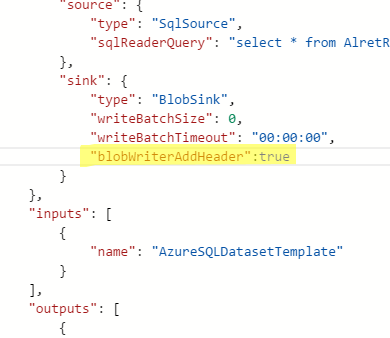 "source": {
"type": "SqlSource",
"sqlReaderQuery": "select * from AlretR
},
"sink": {
"type": "BlobSink",
"writeBatchSize": 0,
"writeBatchTimeout": "00:00:00",
"blobWriterAddHeader":true
}
},
"inputs": [
{
"name": "AzureSQLDatasetTemplate"
}
],
"outputs": [
{